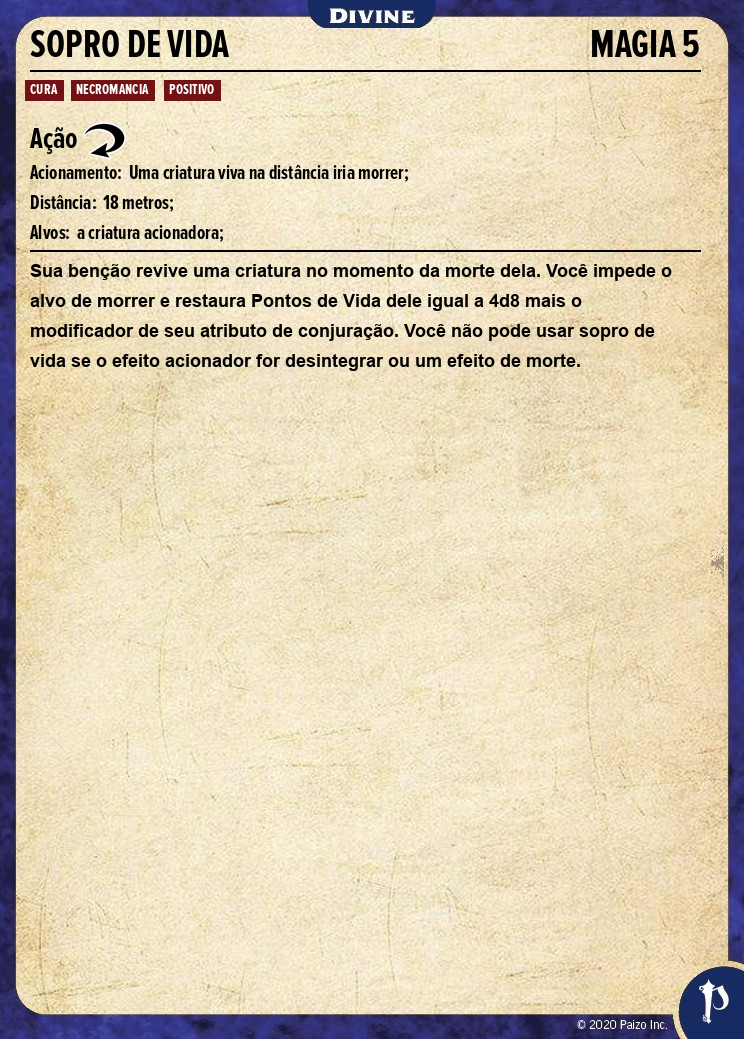 DIVINE
SOPRO DE VIDA MAGIA 5
CURA NECROMANCIA POSITIVO
Ação
Acionamento: Uma criatura viva na distância iria morrer;
Distância: 18 metros;
Alvos: a criatura acionadora;
Sua benção revive uma criatura no momento da morte dela. Você impede o
alvo de morrer e restaura Pontos de Vida dele igual a 4d8 mais o
modificador de seu atributo de conjuração. Você não pode usar sopro de
vida se o efeito acionador for desintegrar ou um efeito de morte.
© 2020 Paizo Inc.
P